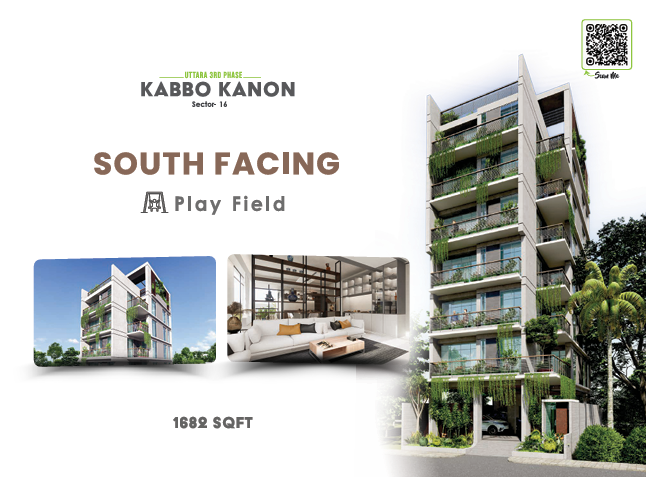 UTTARA 3RD PHASE
KABBO KANON
Sector- 16
Scan Me
SOUTH FACING
Play Field
1682 SQFT